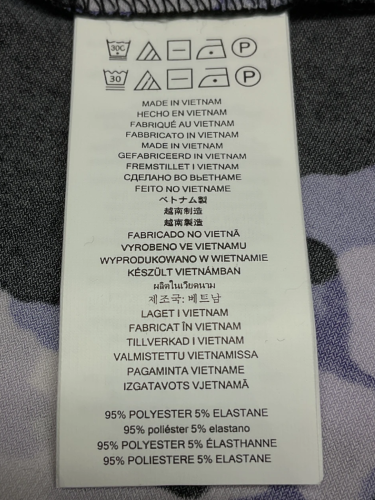 30C P
30 P
MADE IN VIETNAM
HECHO EN VIETNAM
FABRIQUÉ AU VIETNAM
FABBRICATO IN VIETNAM
MADE IN VIETNAM
GEFABRICEERD IN VIETNAM
FREMSTILLET I VIETNAM
СДЕЛАНО ВО ВЬЕТНАМЕ
FEITO NO VIETNAME
ベトナム製
越南制造
越南製造
FABRICADO NO VIETNÃ
VYROBENO VE VIETNAMU
WYPRODUKOWANO W WIETNAMIE
KÉSZÜLT VIETNÁMBAN
ผลิตในเวียดนาม
제조국: 베트남
LAGET I VIETNAM
FABRICAT ÎN VIETNAM
TILLVERKAD I VIETNAM
VALMISTETTU VIETNAMISSA
PAGAMINTA VIETNAME
IZGATAVOTS VJETNAMĀ
95% POLYESTER 5% ELASTANE
95% poliéster 5% elastano
95% POLYESTER 5% ÉLASTHANNE
95% POLIESTERE 5% ELASTANE